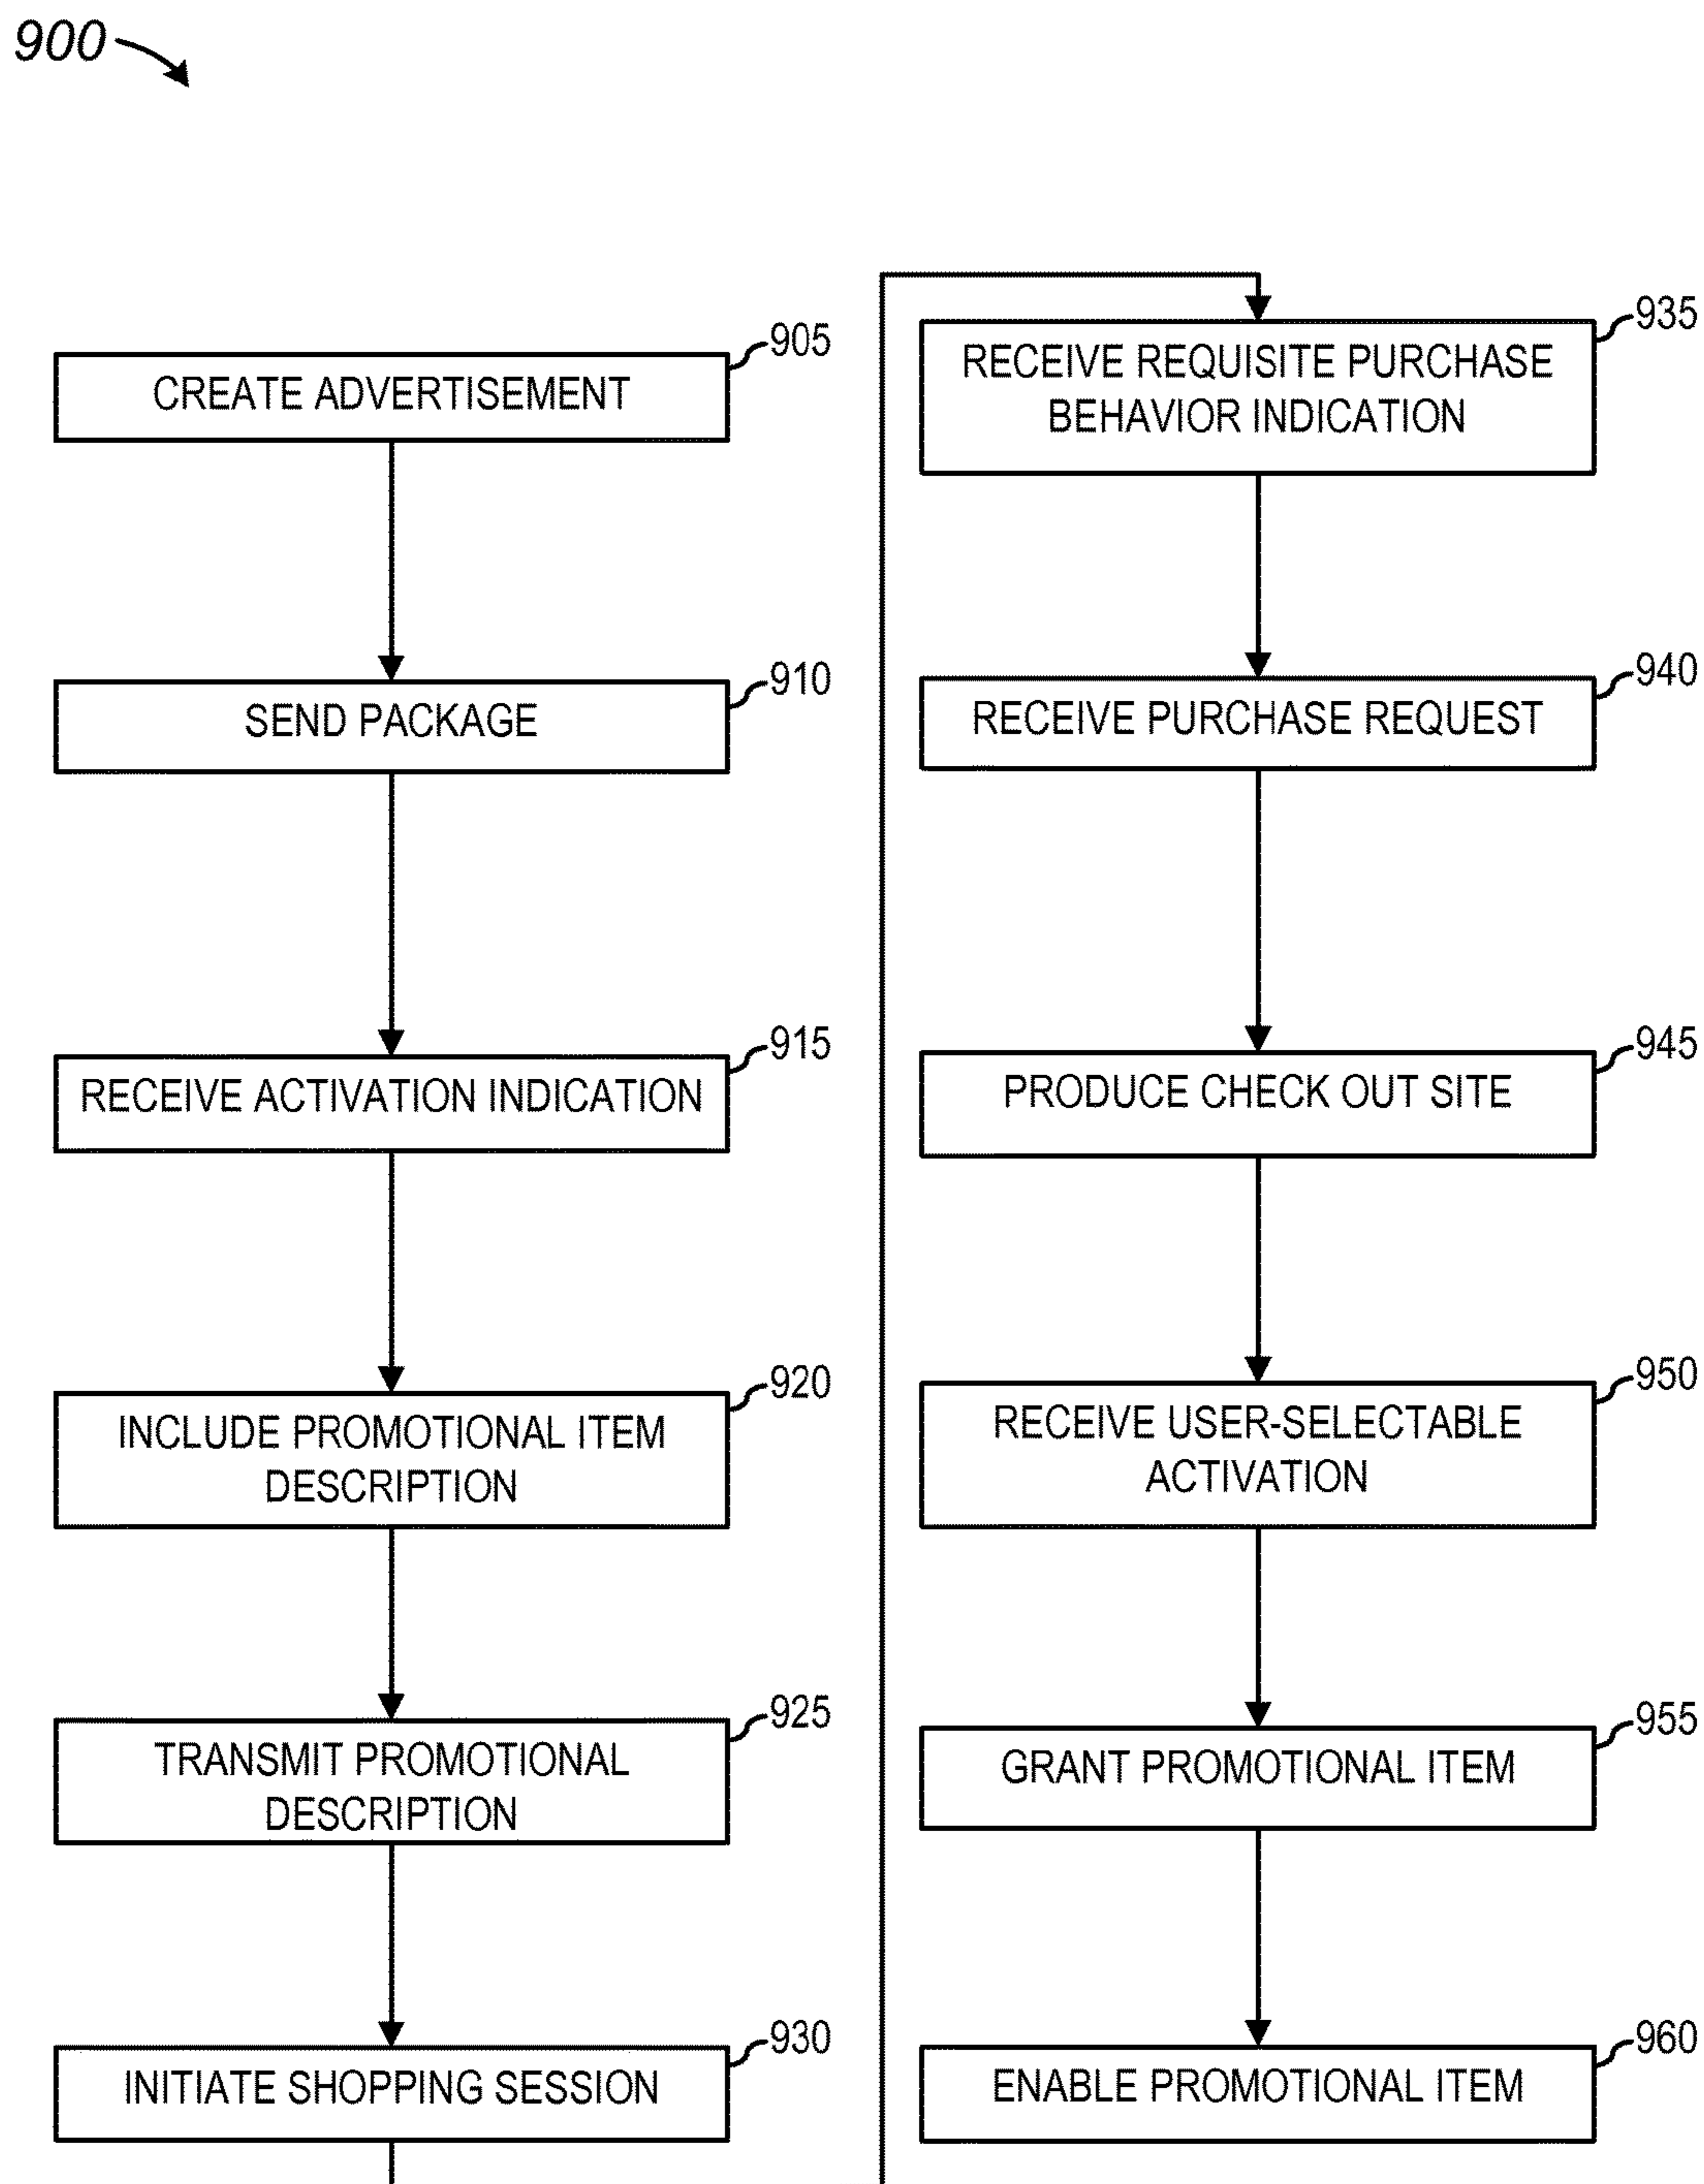 900
905
CREATE ADVERTISEMENT
910
SEND PACKAGE
915
RECEIVE ACTIVATION INDICATION
920
INCLUDE PROMOTIONAL ITEM
DESCRIPTION
925
TRANSMIT PROMOTIONAL
DESCRIPTION
930
INITIATE SHOPPING SESSION
935
RECEIVE REQUISITE PURCHASE
BEHAVIOR INDICATION
940
RECEIVE PURCHASE REQUEST
945
PRODUCE CHECK OUT SITE
950
RECEIVE USER-SELECTABLE
ACTIVATION
955
GRANT PROMOTIONAL ITEM
960
ENABLE PROMOTIONAL ITEM